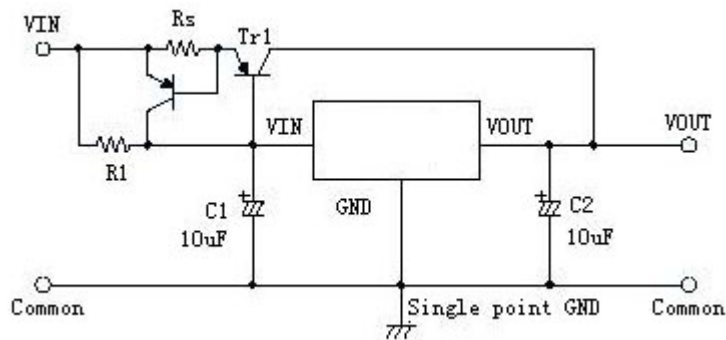 VIN
Rs
Tr1
VIN
VOUT
VOUT
R1
C1
GND
C2
10uF
10uF
Common
Single point GND
Common